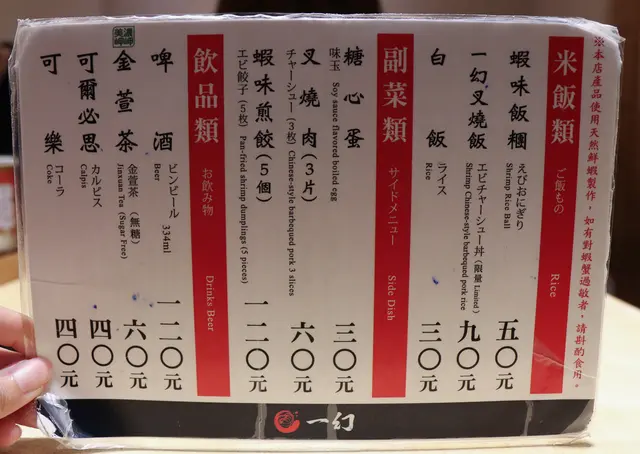 ※本店產品使用天然鮮蝦製作，如有對蝦蟹過敏者，請斟酌食用。
米飯類 ご飯もの Rice
蝦味飯糰 五〇元
えびおにぎり
Shrimp Rice Ball
一幻叉燒飯 九〇元
エビチャーシュー丼（限量 Limited）
Shrimp Chinese-style barbequed pork rice
白飯 三〇元
ライス
Rice
副菜類 サイドメニュー Side Dish
糖心蛋 三〇元
味玉 Soy sauce flavored boiled egg
叉燒肉（3片） 六〇元
チャーシュー（3枚）Chinese-style barbequed pork 3 slices
蝦味煎餃（5個） 一二〇元
エビ餃子（5枚）Pan-fried shrimp dumplings (5 pieces)
飲品類 お飲み物 Drinks Beer
啤酒 一二〇元
ビンビール 334ml
Beer
金萱茶 六〇元
金萱茶（無糖）
Jinxuan Tea (Sugar Free)
可爾必思 四〇元
カルピス
Calpis
可樂 四〇元
コーラ
Coke
一幻